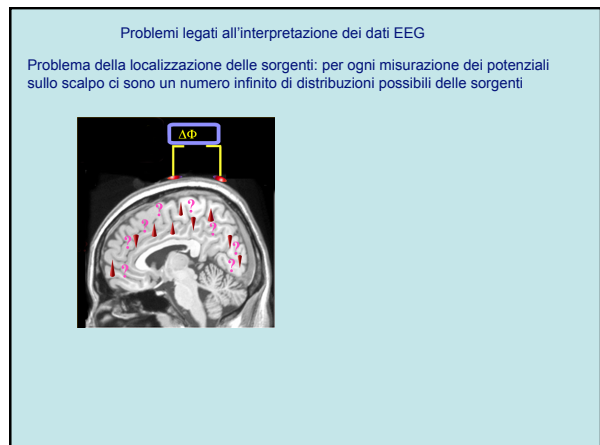 Problemi legati all'interpretazione dei dati EEG
Problema della localizzazione delle sorgenti: per ogni misurazione dei potenziali
sullo scalpo ci sono un numero infinito di distribuzioni possibili delle sorgenti
ΔΦ
? ? ? ? ? ? ? ?